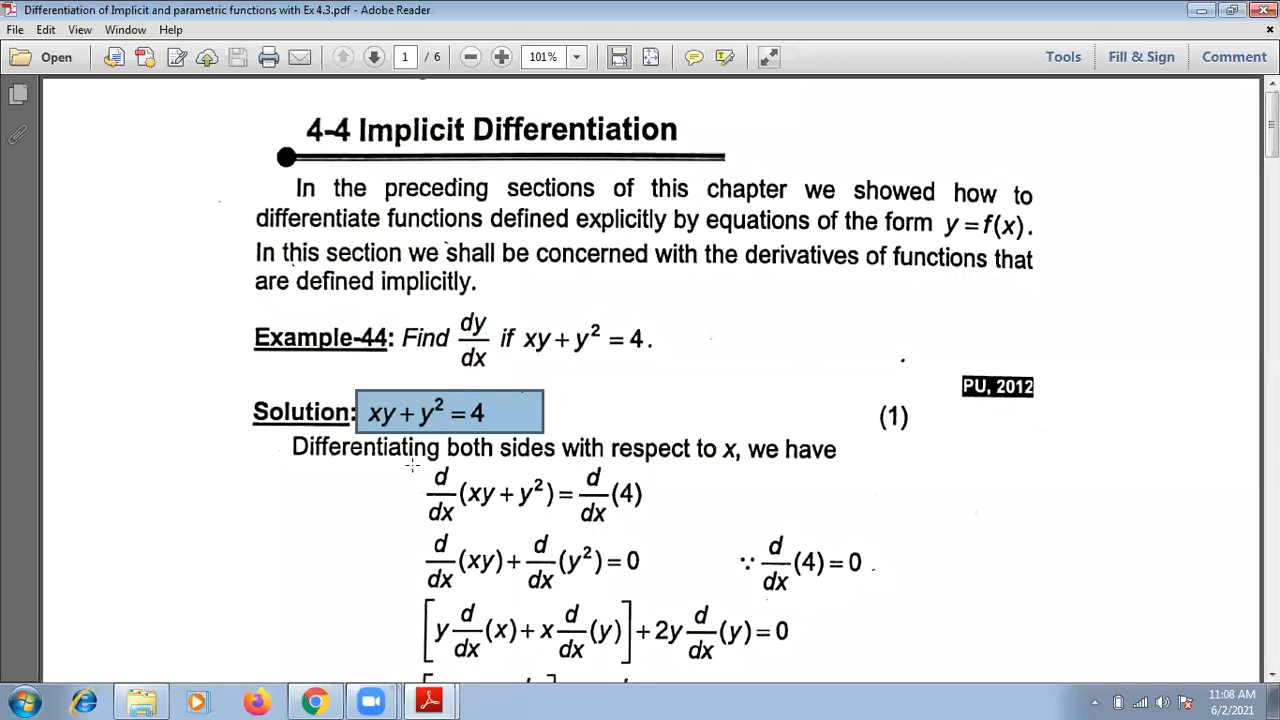 Differentiation of Implicit and parametric functions with Ex 4.3.pdf - Adobe Reader
File Edit View Window Help
Open 1 / 6 101% Tools Fill & Sign Comment
4-4 Implicit Differentiation
In the preceding sections of this chapter we showed how to
differentiate functions defined explicitly by equations of the form y = f(x).
In this section we shall be concerned with the derivatives of functions that
are defined implicitly.
Example-44: Find dy/dx if xy + y² = 4.
PU, 2012
Solution: xy + y² = 4 (1)
Differentiating both sides with respect to x, we have
d/dx (xy + y²) = d/dx (4)
d/dx (xy) + d/dx (y²) = 0 ∵ d/dx (4) = 0
[y d/dx (x) + x d/dx (y)] + 2y d/dx (y) = 0
11:08 AM
6/2/2021